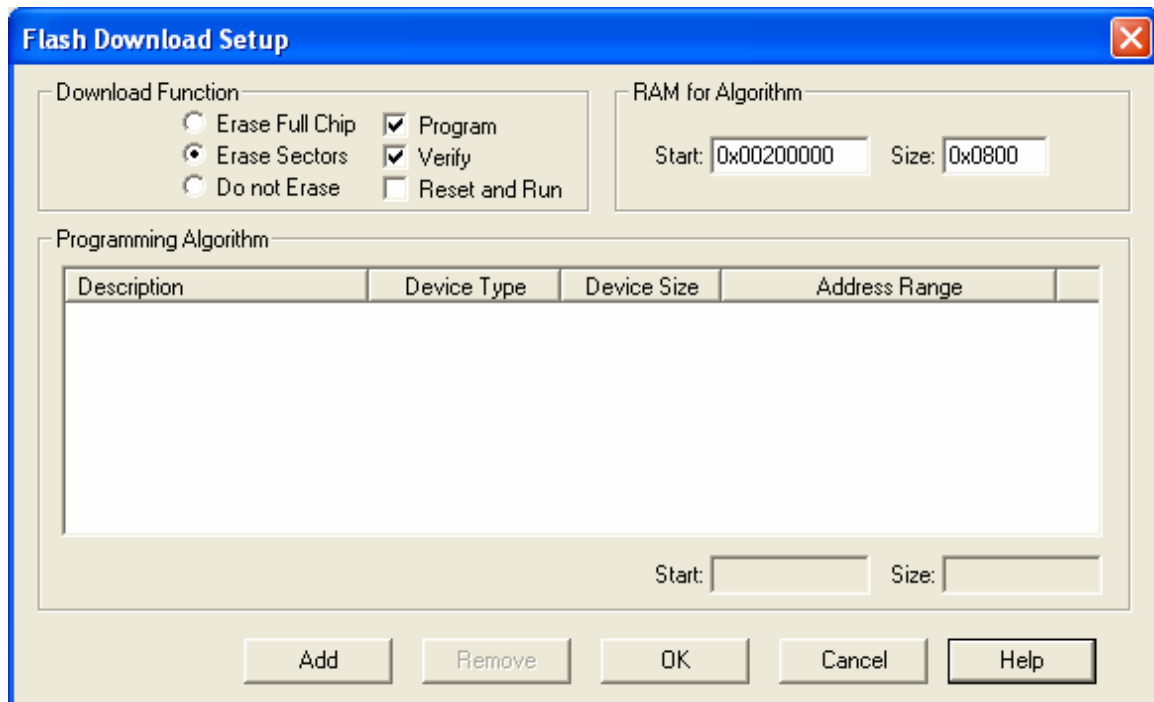 Flash Download Setup
Download Function
Erase Full Chip
Program
Erase Sectors
Verify
Do not Erase
Reset and Run
RAM for Algorithm
Start: 0x00200000 Size: 0x0800
Programming Algorithm
Description Device Type Device Size Address Range
Start: Size:
Add Remove OK Cancel Help